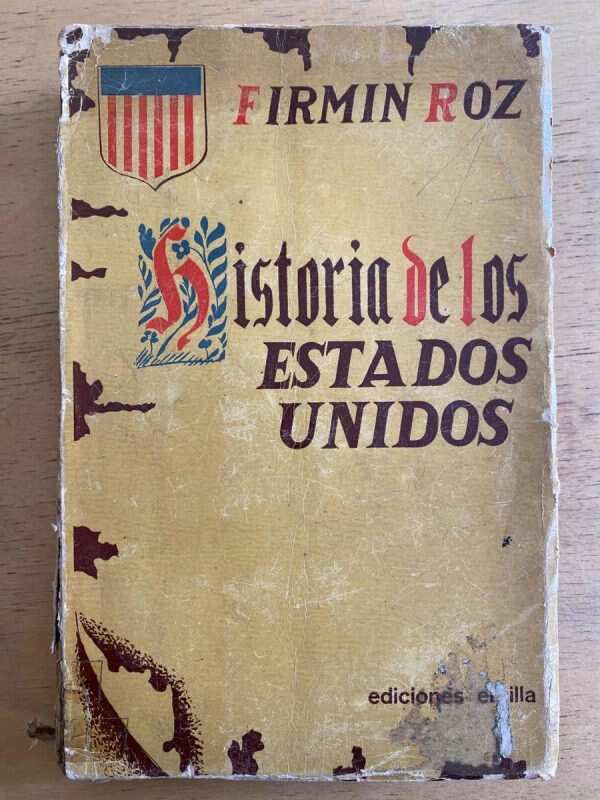 FIRMIN ROZ
Historia de los
ESTADOS
UNIDOS
ediciones